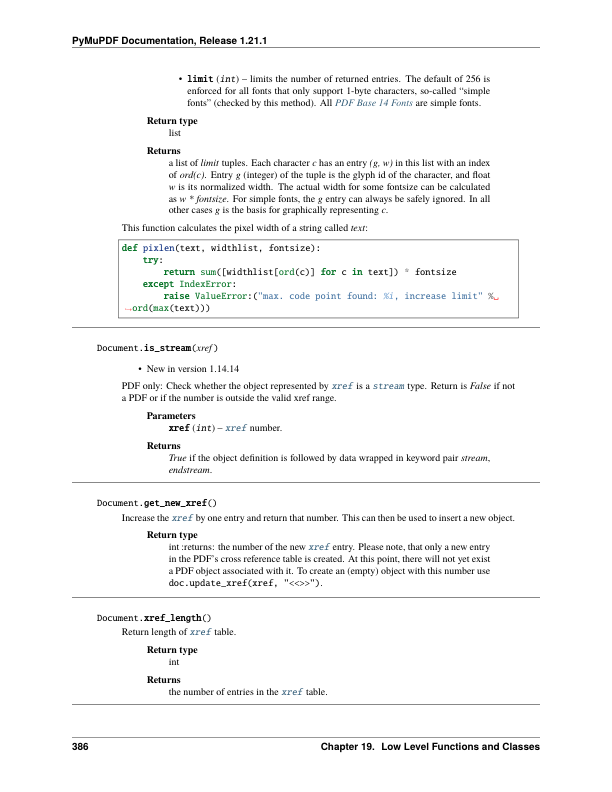 PyMuPDF Documentation, Release 1.21.1
• limit (int) – limits the number of returned entries. The default of 256 is
enforced for all fonts that only support 1-byte characters, so-called “simple
fonts” (checked by this method). All PDF Base 14 Fonts are simple fonts.
Return type
list
Returns
a list of limit tuples. Each character c has an entry (g, w) in this list with an index
of ord(c). Entry g (integer) of the tuple is the glyph id of the character, and float
w is its normalized width. The actual width for some fontsize can be calculated
as w * fontsize. For simple fonts, the g entry can always be safely ignored. In all
other cases g is the basis for graphically representing c.
This function calculates the pixel width of a string called text:
def pixlen(text, widthlist, fontsize):
    try:
        return sum([widthlist[ord(c)] for c in text]) * fontsize
    except IndexError:
        raise ValueError:("max. code point found: %i, increase limit" %␣
↪ord(max(text)))
Document.is_stream(xref)
• New in version 1.14.14
PDF only: Check whether the object represented by xref is a stream type. Return is False if not
a PDF or if the number is outside the valid xref range.
Parameters
xref (int) – xref number.
Returns
True if the object definition is followed by data wrapped in keyword pair stream,
endstream.
Document.get_new_xref()
Increase the xref by one entry and return that number. This can then be used to insert a new object.
Return type
int :returns: the number of the new xref entry. Please note, that only a new entry
in the PDF’s cross reference table is created. At this point, there will not yet exist
a PDF object associated with it. To create an (empty) object with this number use
doc.update_xref(xref, "<<>>").
Document.xref_length()
Return length of xref table.
Return type
int
Returns
the number of entries in the xref table.
386 Chapter 19. Low Level Functions and Classes